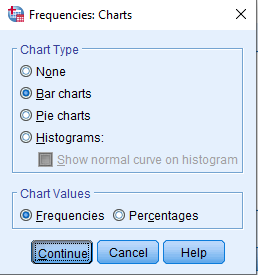 Frequencies: Charts
Chart Type
None
Bar charts
Pie charts
Histograms:
Show normal curve on histogram
Chart Values
Frequencies Percentages
Continue Cancel Help